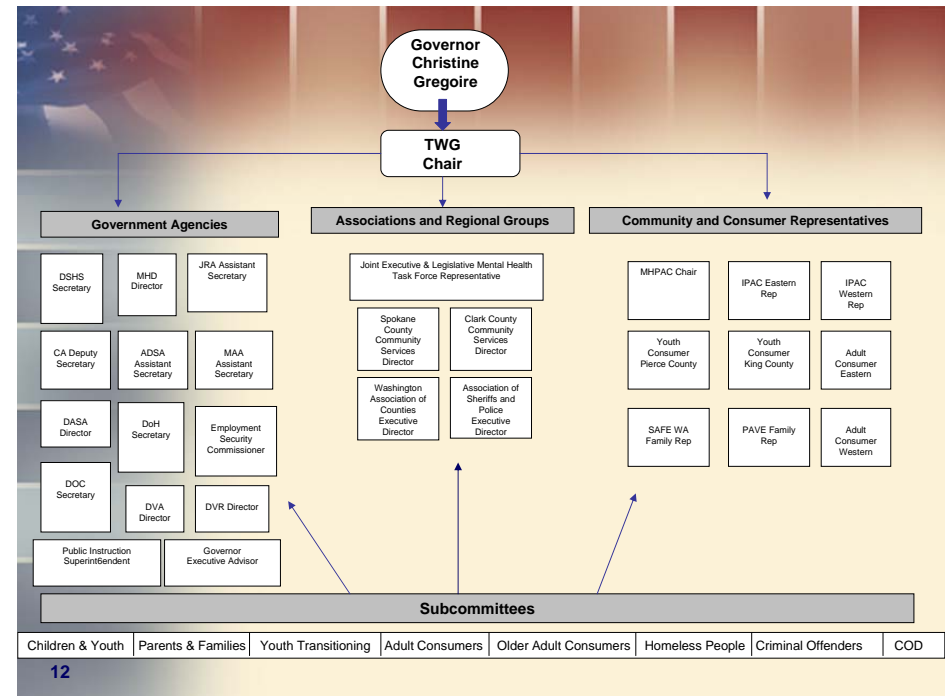 Governor
Christine
Gregoire
TWG
Chair
Government Agencies
Associations and Regional Groups
Community and Consumer Representatives
DSHS
Secretary
MHD
Director
JRA Assistant
Secretary
CA Deputy
Secretary
ADSA
Assistant
Secretary
MAA
Assistant
Secretary
DASA
Director
DoH
Secretary
Employment
Security
Commissioner
DOC
Secretary
DVA
Director
DVR Director
Public Instruction
Superint6endent
Governor
Executive Advisor
Joint Executive & Legislative Mental Health
Task Force Representative
Spokane
County
Community
Services
Director
Clark County
Community
Services
Director
Washington
Association of
Counties
Executive
Director
Association of
Sheriffs and
Police
Executive
Director
MHPAC Chair
IPAC Eastern
Rep
IPAC
Western
Rep
Youth
Consumer
Pierce County
Youth
Consumer
King County
Adult
Consumer
Eastern
SAFE WA
Family Rep
PAVE Family
Rep
Adult
Consumer
Western
Subcommittees
Children & Youth Parents & Families Youth Transitioning Adult Consumers Older Adult Consumers Homeless People Criminal Offenders COD
12